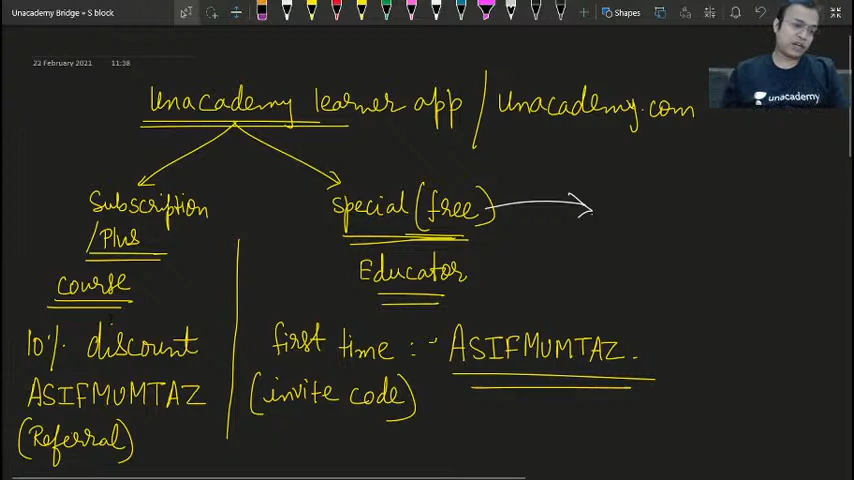 Unacademy Bridge + S block
Shapes
22 February 2021 11:38
unacademy
Unacademy learner app / Unacademy.com
Subscription
/Plus
course
special (free)
Educator
10% discount
ASIFMUMTAZ
(Referral)
first time :- ASIFMUMTAZ.
(invite code)